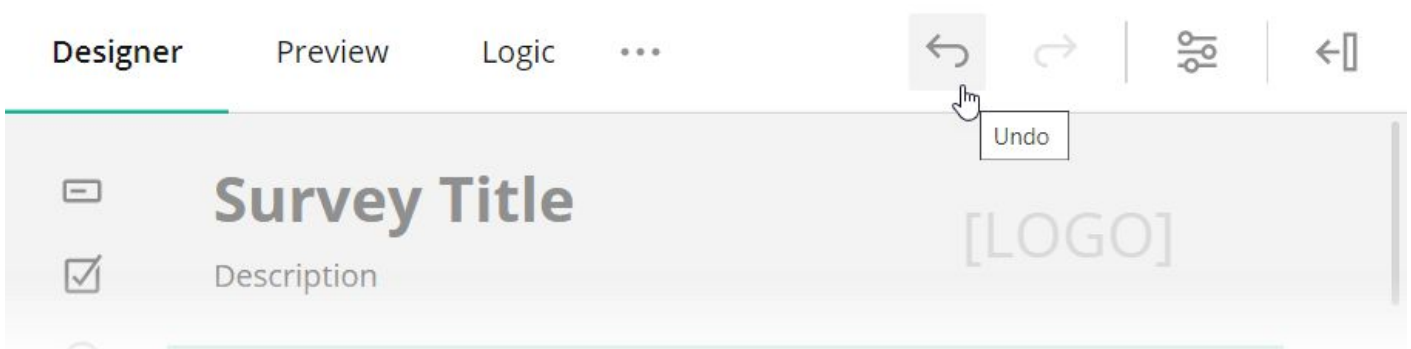 Designer Preview Logic
Undo
Survey Title
[LOGO]
Description